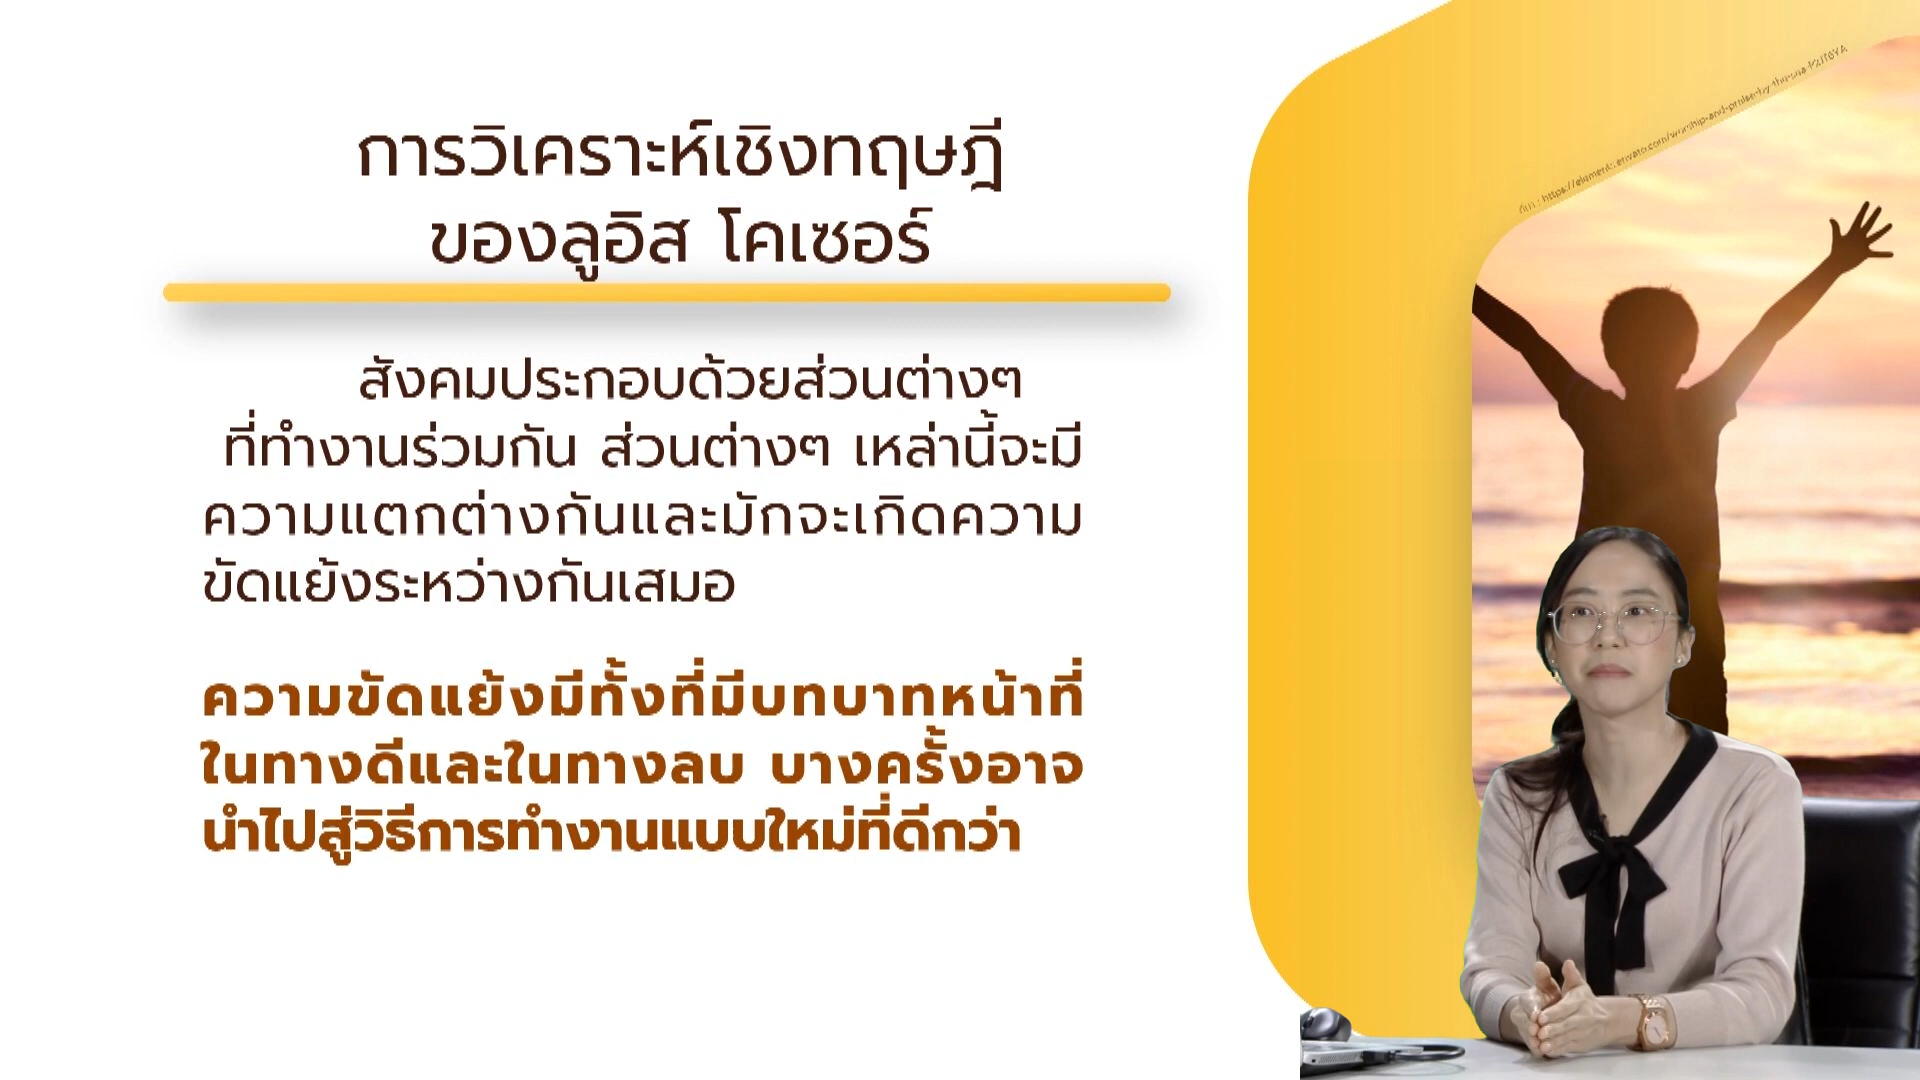 การวิเคราะห์เชิงทฤษฎี
ของลูอิส โคเซอร์
สังคมประกอบด้วยส่วนต่างๆ
ที่ทำงานร่วมกัน ส่วนต่างๆ เหล่านี้จะมี
ความแตกต่างกันและมักจะเกิดความ
ขัดแย้งระหว่างกันเสมอ
ความขัดแย้งมีทั้งที่มีบทบาทหน้าที่
ในทางดีและในทางลบ บางครั้งอาจ
นำไปสู่วิธีการทำงานแบบใหม่ที่ดีกว่า